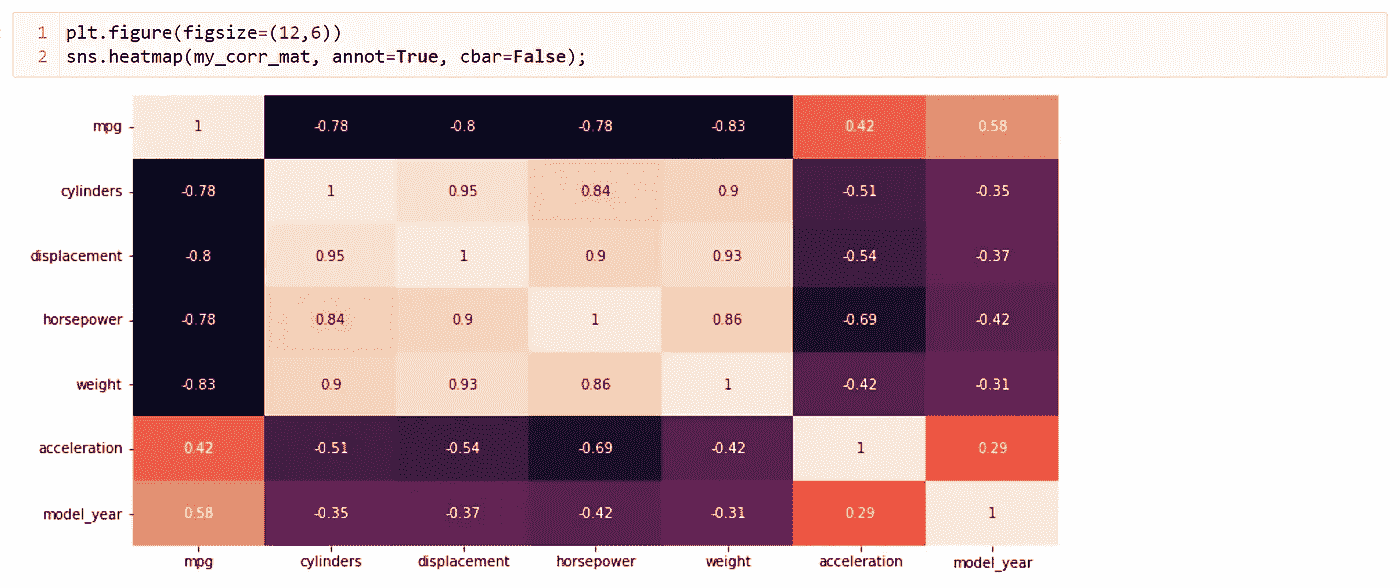 1 plt.figure(figsize=(12,6))
2 sns.heatmap(my_corr_mat, annot=True, cbar=False);
mpg 1 -0.78 -0.8 -0.78 -0.83 0.42 0.58
cylinders -0.78 1 0.95 0.84 0.9 -0.51 -0.35
displacement -0.8 0.95 1 0.9 0.93 -0.54 -0.37
horsepower -0.78 0.84 0.9 1 0.86 -0.69 -0.42
weight -0.83 0.9 0.93 0.86 1 -0.42 -0.31
acceleration 0.42 -0.51 -0.54 -0.69 -0.42 1 0.29
model_year 0.58 -0.35 -0.37 -0.42 -0.31 0.29 1
mpg cylinders displacement horsepower weight acceleration model_year